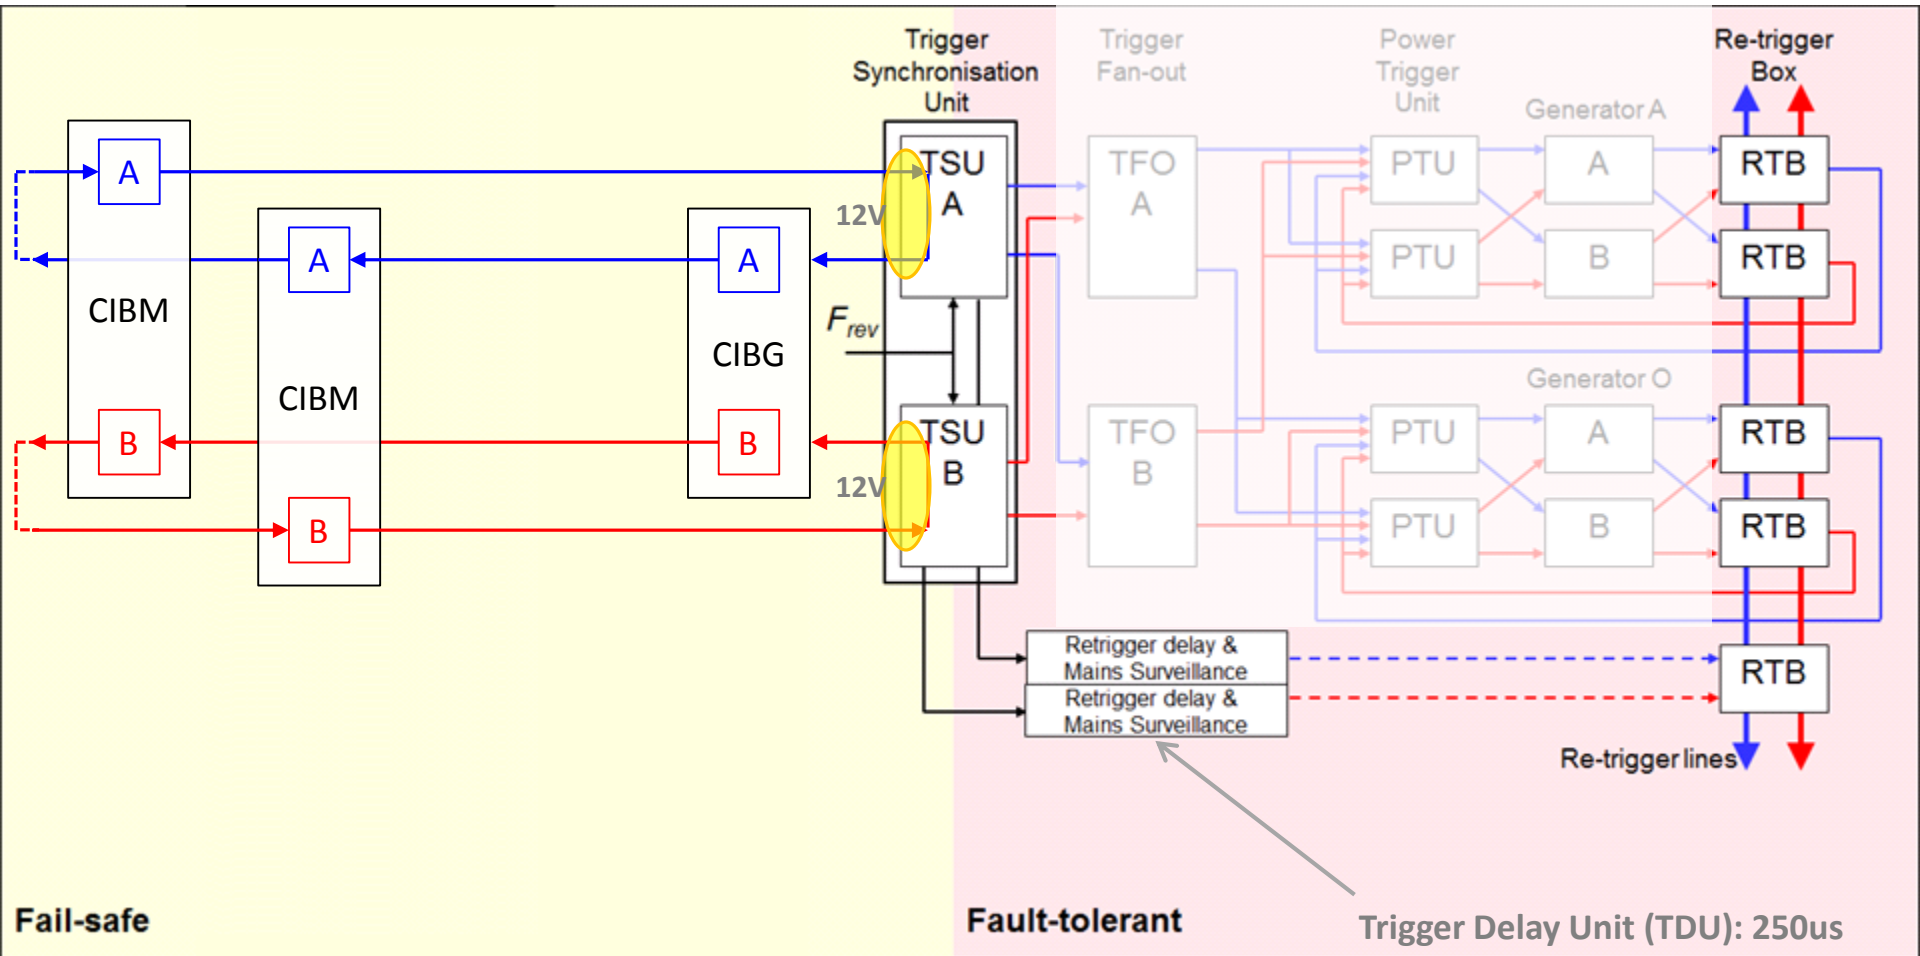 Trigger
Synchronisation
Unit
Trigger
Fan-out
Power
Trigger
Unit
Generator A
Re-trigger
Box
A
A
CIBM
B
CIBM
B
A
CIBG
B
12V
12V
Frev
TSU
A
TSU
B
TFO
A
TFO
B
PTU
A
RTB
PTU
B
RTB
Generator O
PTU
A
RTB
PTU
B
RTB
Retrigger delay &
Mains Surveillance
Retrigger delay &
Mains Surveillance
RTB
Re-trigger lines
Fail-safe
Fault-tolerant
Trigger Delay Unit (TDU): 250us